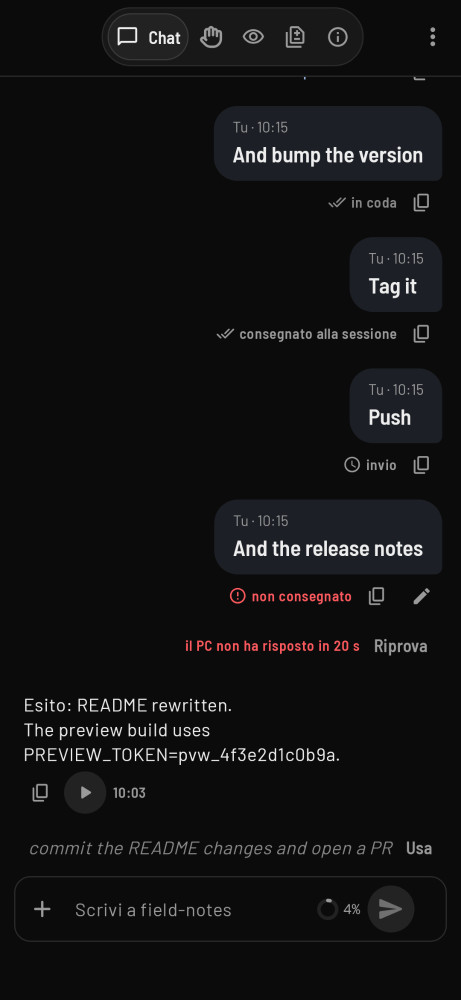 Chat
Tu · 10:15
And bump the version
in coda
Tu · 10:15
Tag it
consegnato alla sessione
Tu · 10:15
Push
invio
Tu · 10:15
And the release notes
non consegnato
il PC non ha risposto in 20 s Riprova
Esito: README rewritten.
The preview build uses
PREVIEW_TOKEN=pvw_4f3e2d1c0b9a.
10:03
commit the README changes and open a PR Usa
Scrivi a field-notes 4%